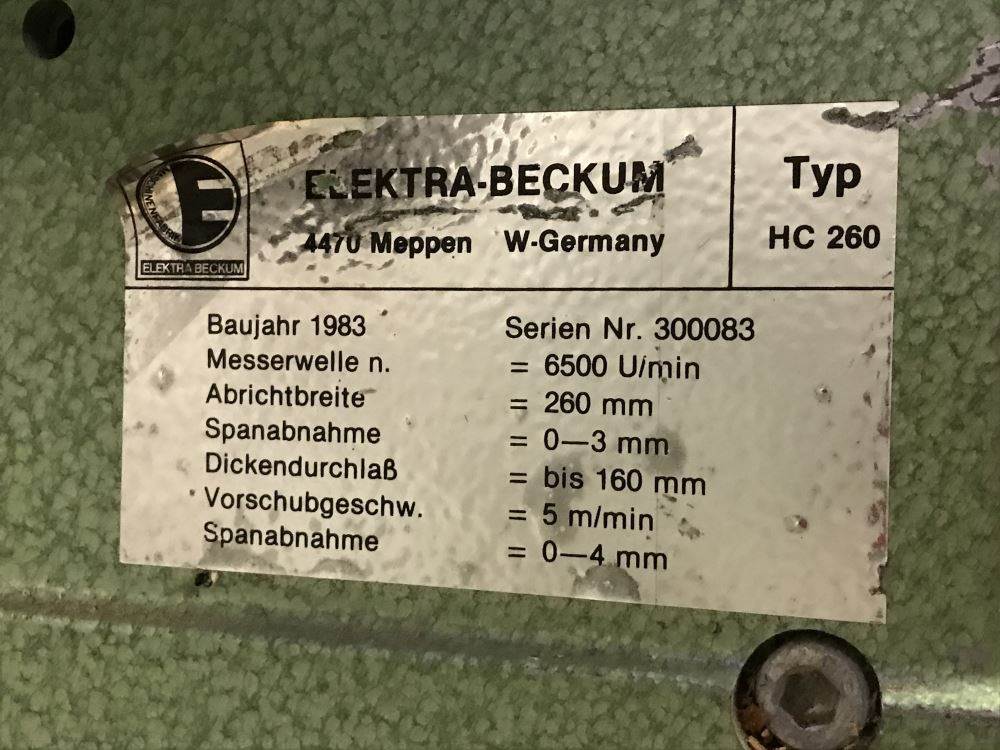 ELEKTRA-BECKUM
4470 Meppen W-Germany
Typ
HC 260
ELEKTRA BECKUM
Baujahr 1983 Serien Nr. 300083
Messerwelle n. = 6500 U/min
Abrichtbreite = 260 mm
Spanabnahme = 0—3 mm
Dickendurchlaß = bis 160 mm
Vorschubgeschw. = 5 m/min
Spanabnahme = 0—4 mm